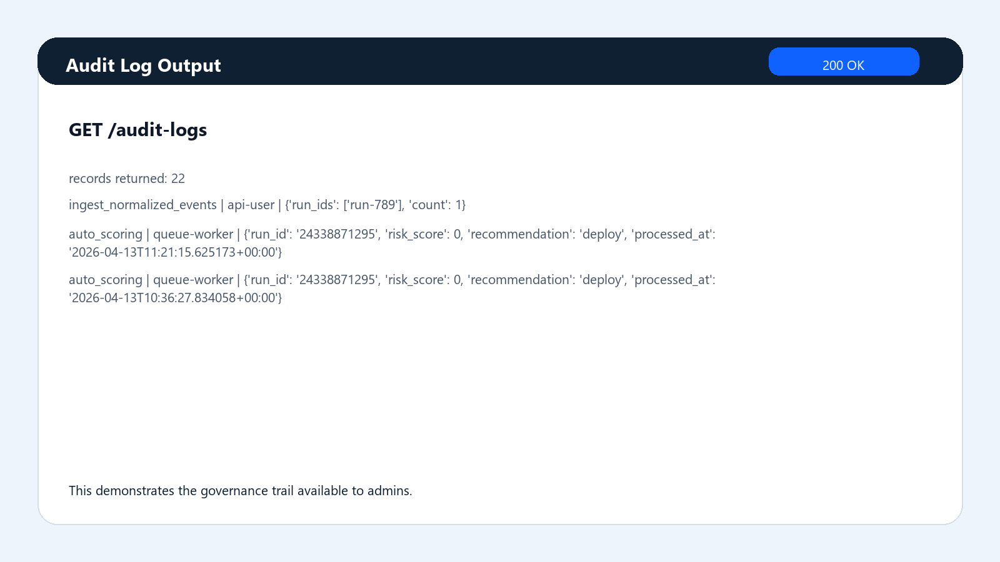 Audit Log Output
200 OK
GET /audit-logs
records returned: 22
ingest_normalized_events | api-user | {'run_ids': ['run-789'], 'count': 1}
auto_scoring | queue-worker | {'run_id': '24338871295', 'risk_score': 0, 'recommendation': 'deploy', 'processed_at':
'2026-04-13T11:21:15.625173+00:00'}
auto_scoring | queue-worker | {'run_id': '24338871295', 'risk_score': 0, 'recommendation': 'deploy', 'processed_at':
'2026-04-13T10:36:27.834058+00:00'}
This demonstrates the governance trail available to admins.